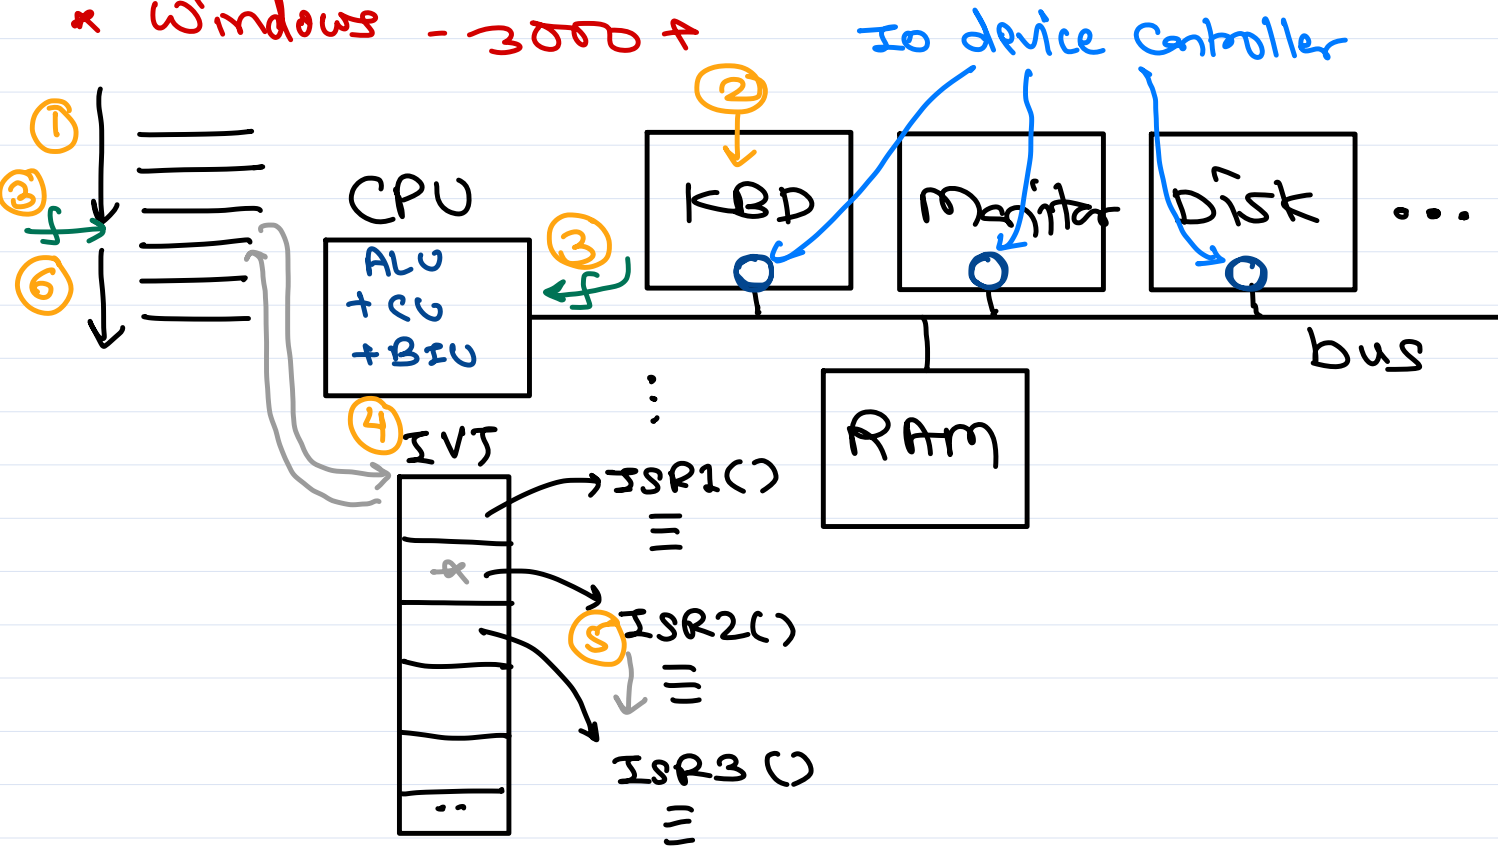 * Windows - 3000 +
IO device Controller
①
②
③
CPU
KBD
Monitor
Disk
...
③
ALU
+ CU
+ BIU
⑥
bus
④
IVT
RAM
ISR1()
*
⑤
ISR2()
ISR3()
..